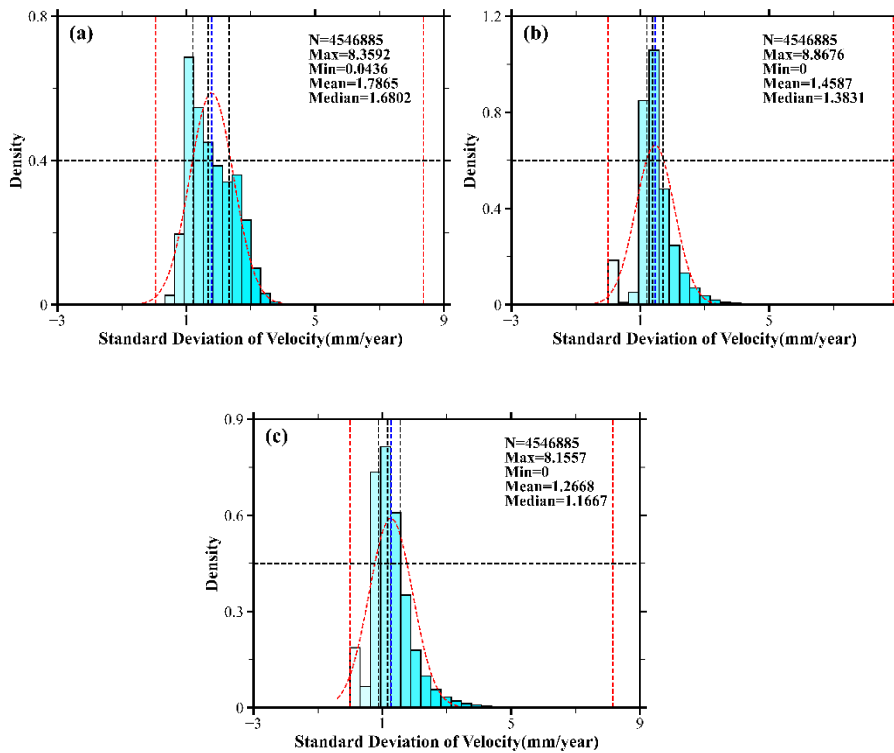 (a)
N=4546885
Max=8.3592
Min=0.0436
Mean=1.7865
Median=1.6802
0.8
0.4
0
Density
−3
1
5
9
Standard Deviation of Velocity(mm/year)
(b)
N=4546885
Max=8.8676
Min=0
Mean=1.4587
Median=1.3831
1.2
0.8
0.4
0
Density
−3
1
5
Standard Deviation of Velocity(mm/year)
(c)
N=4546885
Max=8.1557
Min=0
Mean=1.2668
Median=1.1667
0.9
0.6
0.3
0
Density
−3
1
5
9
Standard Deviation of Velocity(mm/year)